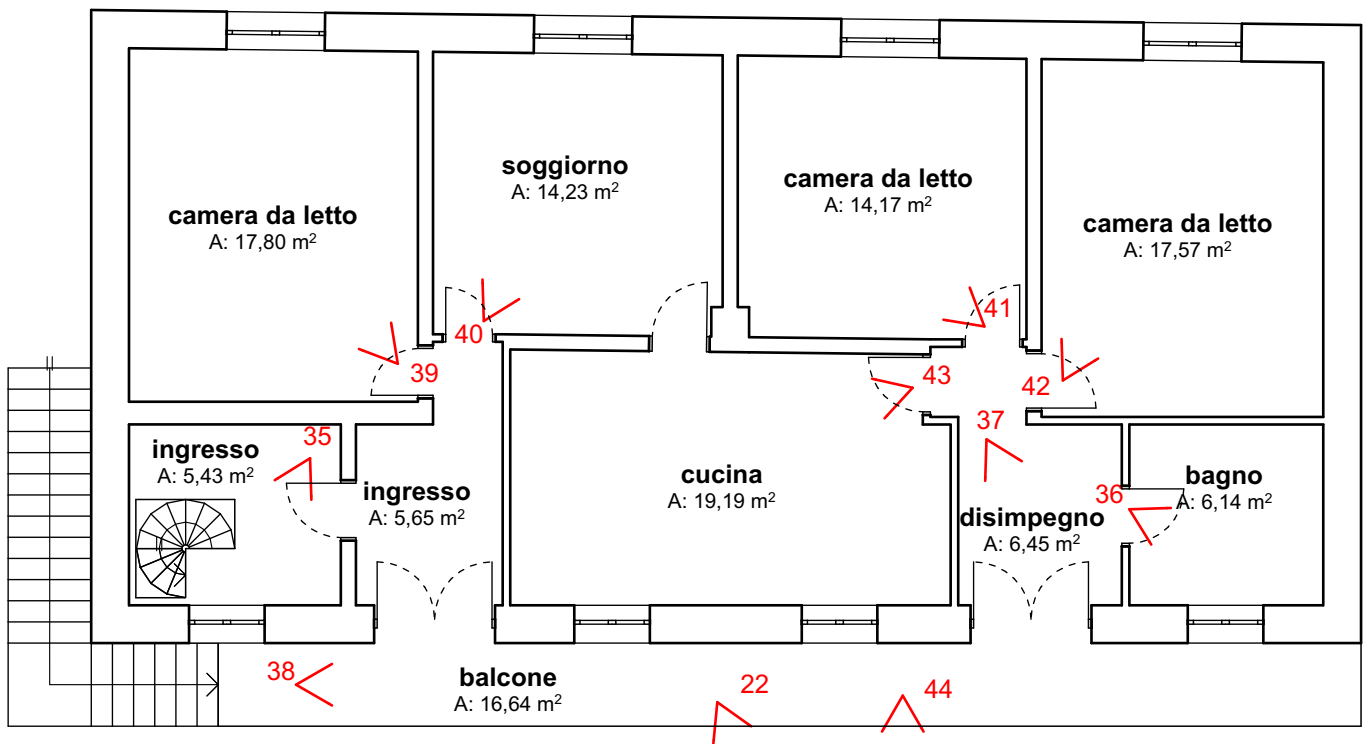 soggiorno
A: 14,23 m²
camera da letto
A: 14,17 m²
camera da letto
A: 17,80 m²
camera da letto
A: 17,57 m²
40
41
39
43
42
35
37
ingresso
A: 5,43 m²
ingresso
A: 5,65 m²
cucina
A: 19,19 m²
disimpegno
A: 6,45 m²
36
bagno
A: 6,14 m²
38
balcone
A: 16,64 m²
22
44